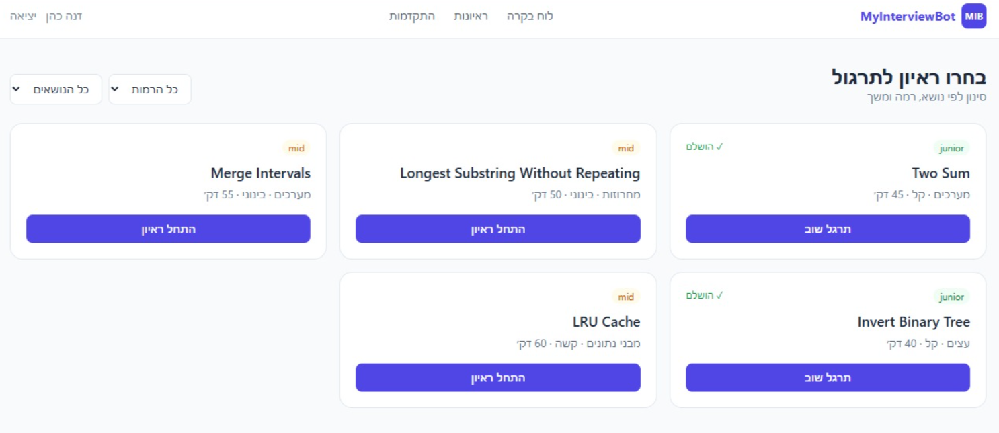 MIB MyInterviewBot
לוח בקרה ראיונות התקדמות
דנה כהן יציאה
בחרו ראיון לתרגול
סינון לפי נושא, רמה ומשך
כל הרמות
כל הנושאים
junior ✓ הושלם
Two Sum
מערכים · קל · 45 דק׳
תרגל שוב
mid
Longest Substring Without Repeating
מחרוזות · בינוני · 50 דק׳
התחל ראיון
mid
Merge Intervals
מערכים · בינוני · 55 דק׳
התחל ראיון
junior ✓ הושלם
Invert Binary Tree
עצים · קל · 40 דק׳
תרגל שוב
mid
LRU Cache
מבני נתונים · קשה · 60 דק׳
התחל ראיון